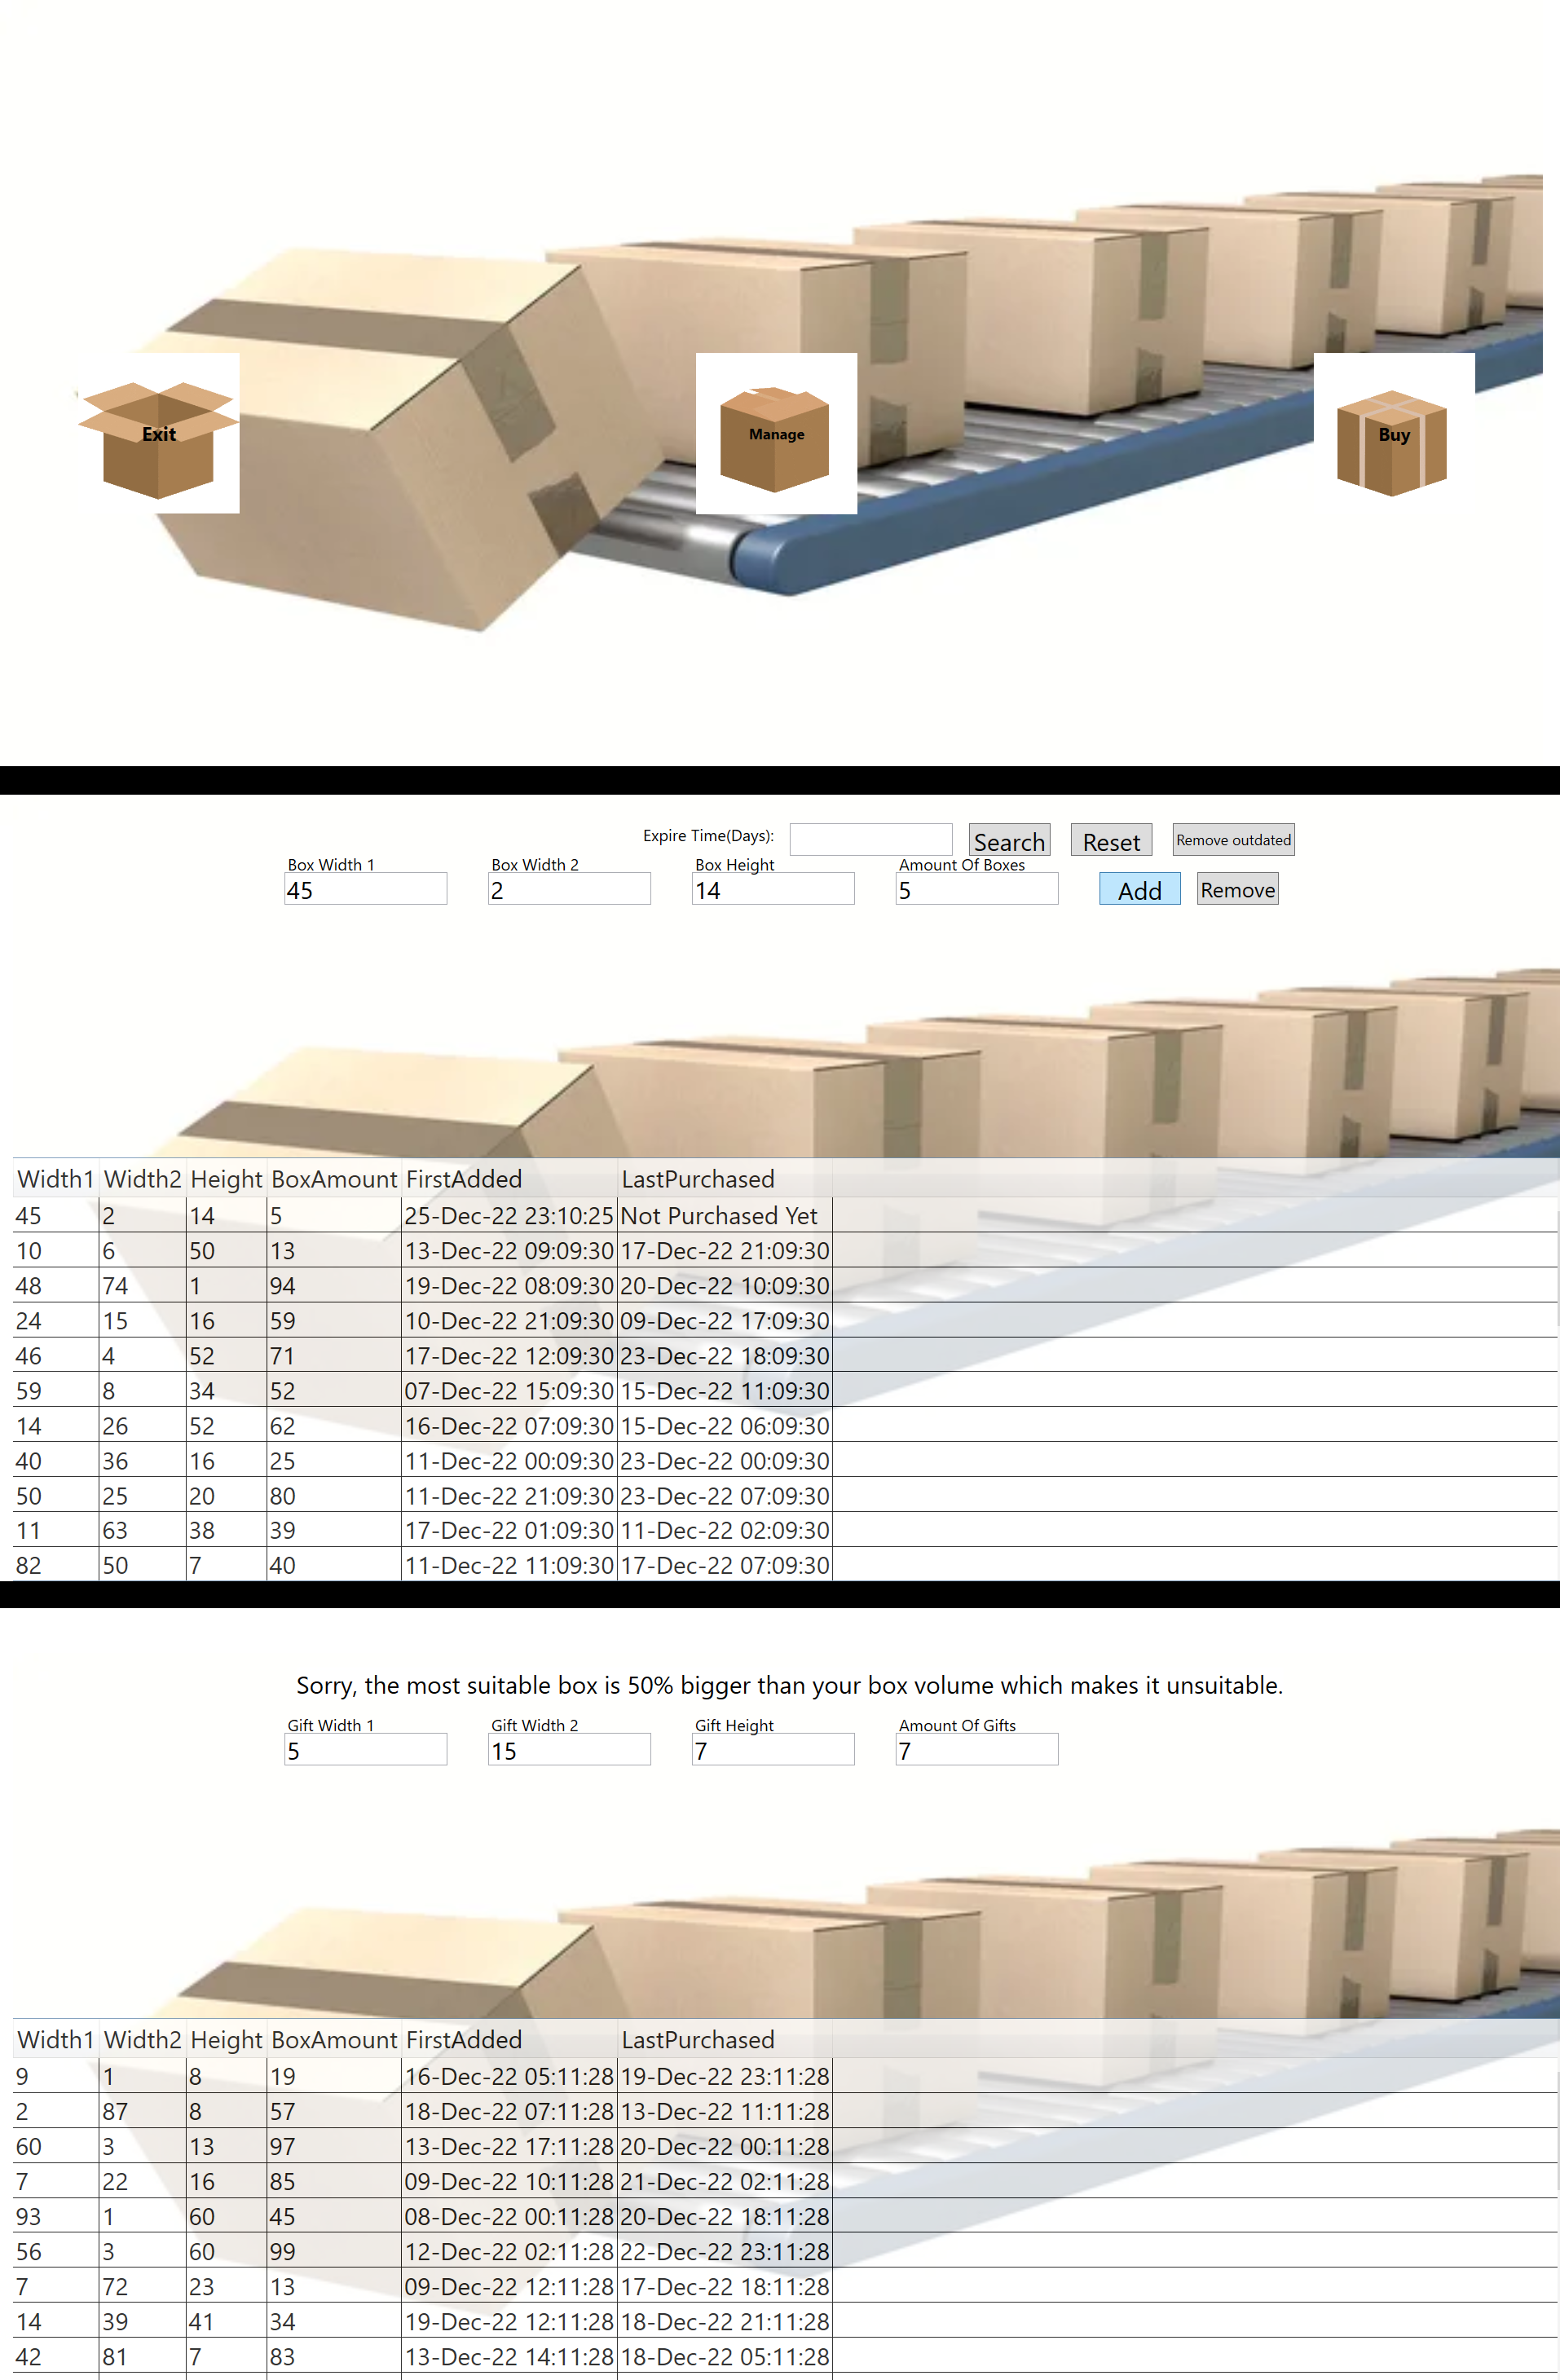 Exit
Manage
Buy
Expire Time(Days): Search Reset Remove outdated
Box Width 1 Box Width 2 Box Height Amount Of Boxes
45 2 14 5 Add Remove
Width1 Width2 Height BoxAmount FirstAdded LastPurchased
45 2 14 5 25-Dec-22 23:10:25 Not Purchased Yet
10 6 50 13 13-Dec-22 09:09:30 17-Dec-22 21:09:30
48 74 1 94 19-Dec-22 08:09:30 20-Dec-22 10:09:30
24 15 16 59 10-Dec-22 21:09:30 09-Dec-22 17:09:30
46 4 52 71 17-Dec-22 12:09:30 23-Dec-22 18:09:30
59 8 34 52 07-Dec-22 15:09:30 15-Dec-22 11:09:30
14 26 52 62 16-Dec-22 07:09:30 15-Dec-22 06:09:30
40 36 16 25 11-Dec-22 00:09:30 23-Dec-22 00:09:30
50 25 20 80 11-Dec-22 21:09:30 23-Dec-22 07:09:30
11 63 38 39 17-Dec-22 01:09:30 11-Dec-22 02:09:30
82 50 7 40 11-Dec-22 11:09:30 17-Dec-22 07:09:30
Sorry, the most suitable box is 50% bigger than your box volume which makes it unsuitable.
Gift Width 1 Gift Width 2 Gift Height Amount Of Gifts
5 15 7 7
Width1 Width2 Height BoxAmount FirstAdded LastPurchased
9 1 8 19 16-Dec-22 05:11:28 19-Dec-22 23:11:28
2 87 8 57 18-Dec-22 07:11:28 13-Dec-22 11:11:28
60 3 13 97 13-Dec-22 17:11:28 20-Dec-22 00:11:28
7 22 16 85 09-Dec-22 10:11:28 21-Dec-22 02:11:28
93 1 60 45 08-Dec-22 00:11:28 20-Dec-22 18:11:28
56 3 60 99 12-Dec-22 02:11:28 22-Dec-22 23:11:28
7 72 23 13 09-Dec-22 12:11:28 17-Dec-22 18:11:28
14 39 41 34 19-Dec-22 12:11:28 18-Dec-22 21:11:28
42 81 7 83 13-Dec-22 14:11:28 18-Dec-22 05:11:28